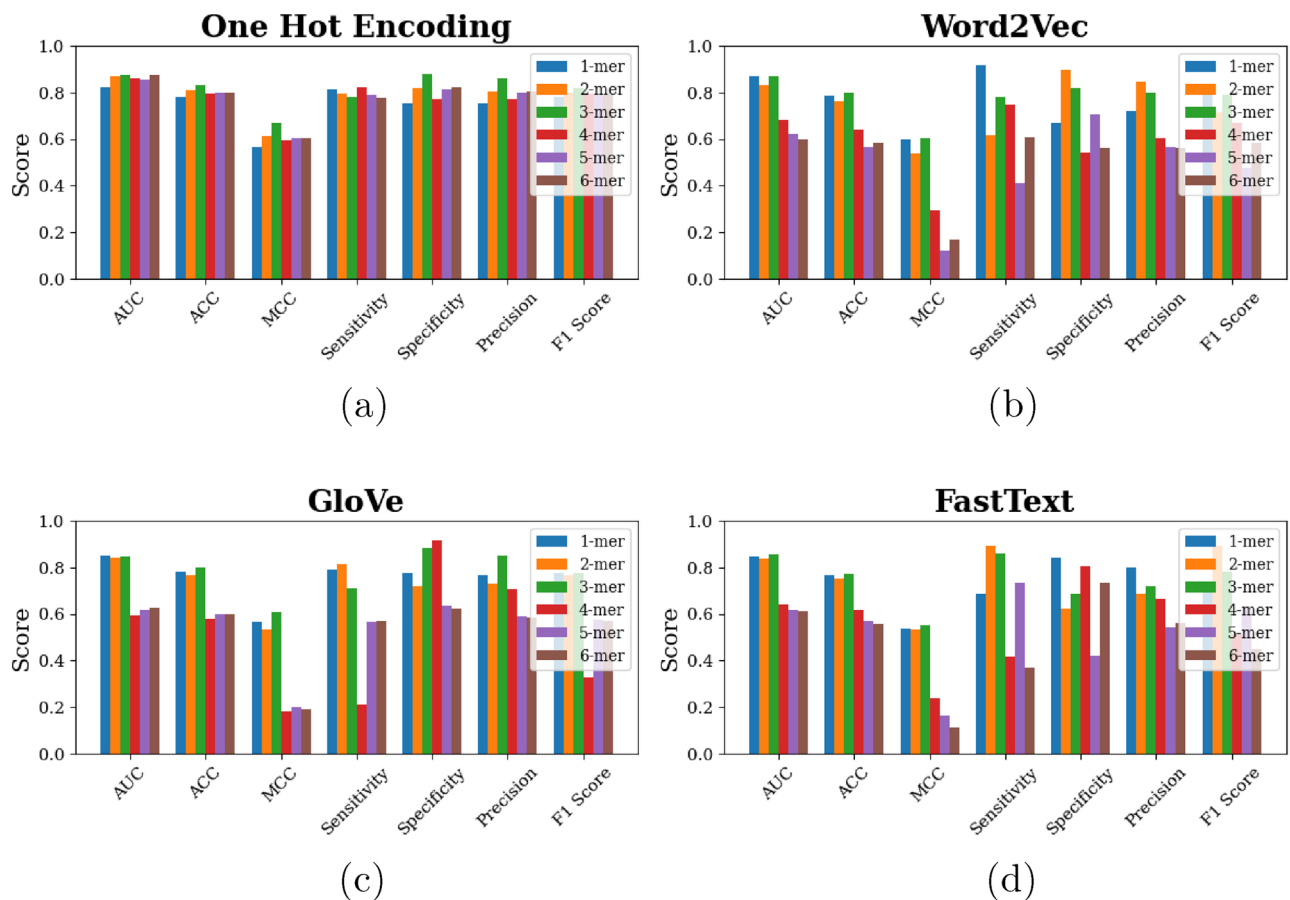 One Hot Encoding
Score
1.0
0.8
0.6
0.4
0.2
0.0
1-mer
2-mer
3-mer
4-mer
5-mer
6-mer
AUC
ACC
MCC
Sensitivity
Specificity
Precision
F1 Score
(a)
Word2Vec
Score
1.0
0.8
0.6
0.4
0.2
0.0
1-mer
2-mer
3-mer
4-mer
5-mer
6-mer
AUC
ACC
MCC
Sensitivity
Specificity
Precision
F1 Score
(b)
GloVe
Score
1.0
0.8
0.6
0.4
0.2
0.0
1-mer
2-mer
3-mer
4-mer
5-mer
6-mer
AUC
ACC
MCC
Sensitivity
Specificity
Precision
F1 Score
(c)
FastText
Score
1.0
0.8
0.6
0.4
0.2
0.0
1-mer
2-mer
3-mer
4-mer
5-mer
6-mer
AUC
ACC
MCC
Sensitivity
Specificity
Precision
F1 Score
(d)